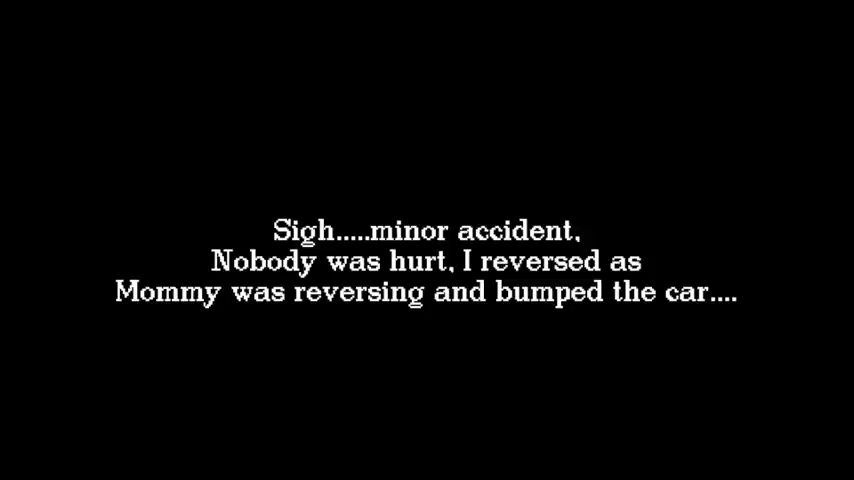 Sigh.....minor accident,
Nobody was hurt, I reversed as
Mommy was reversing and bumped the car....